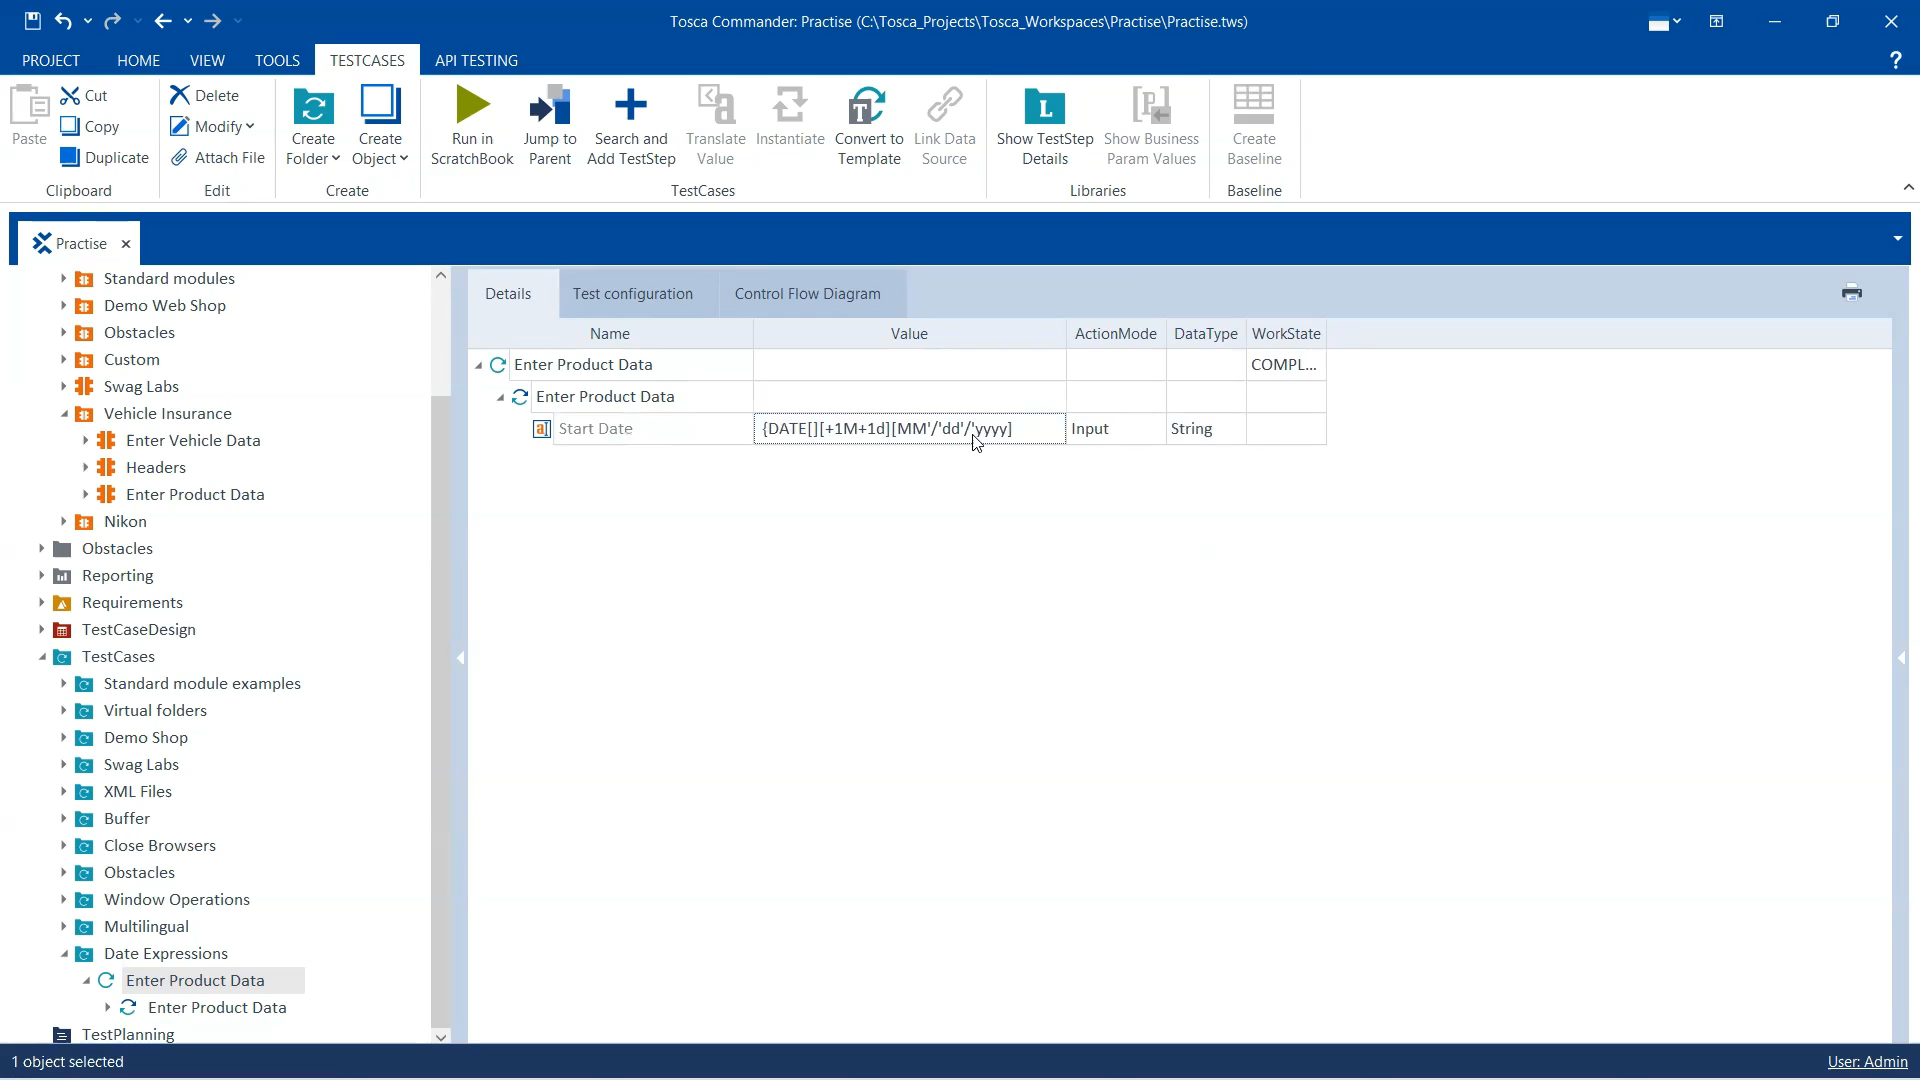 Tosca Commander: Practise (C:\Tosca_Projects\Tosca_Workspaces\Practise\Practise.tws)
PROJECT HOME VIEW TOOLS TESTCASES API TESTING ?
Paste Cut Copy Duplicate
Clipboard
Delete Modify Attach File
Edit
Create Folder Create Object
Create
Run in ScratchBook Jump to Parent Search and Add TestStep Translate Value Instantiate Convert to Template Link Data Source
TestCases
Show TestStep Details Show Business Param Values
Libraries
Create Baseline
Baseline
Practise
Standard modules
Demo Web Shop
Obstacles
Custom
Swag Labs
Vehicle Insurance
Enter Vehicle Data
Headers
Enter Product Data
Nikon
Obstacles
Reporting
Requirements
TestCaseDesign
TestCases
Standard module examples
Virtual folders
Demo Shop
Swag Labs
XML Files
Buffer
Close Browsers
Obstacles
Window Operations
Multilingual
Date Expressions
Enter Product Data
Enter Product Data
TestPlanning
Details Test configuration Control Flow Diagram
Name Value ActionMode DataType WorkState
Enter Product Data COMPL...
Enter Product Data
Start Date {DATE[][+1M+1d][MM'/'dd'/'yyyy] Input String
1 object selected User: Admin